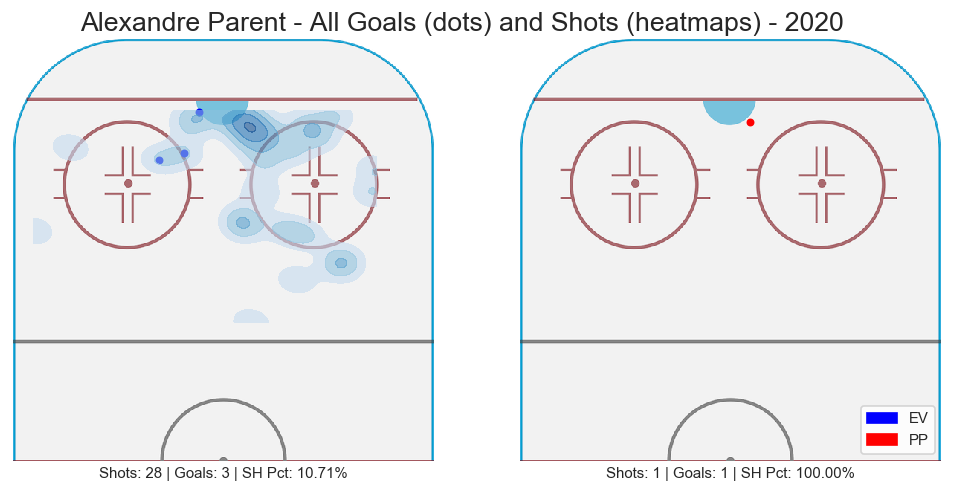 Alexandre Parent - All Goals (dots) and Shots (heatmaps) - 2020
EV
PP
Shots: 28 | Goals: 3 | SH Pct: 10.71%
Shots: 1 | Goals: 1 | SH Pct: 100.00%